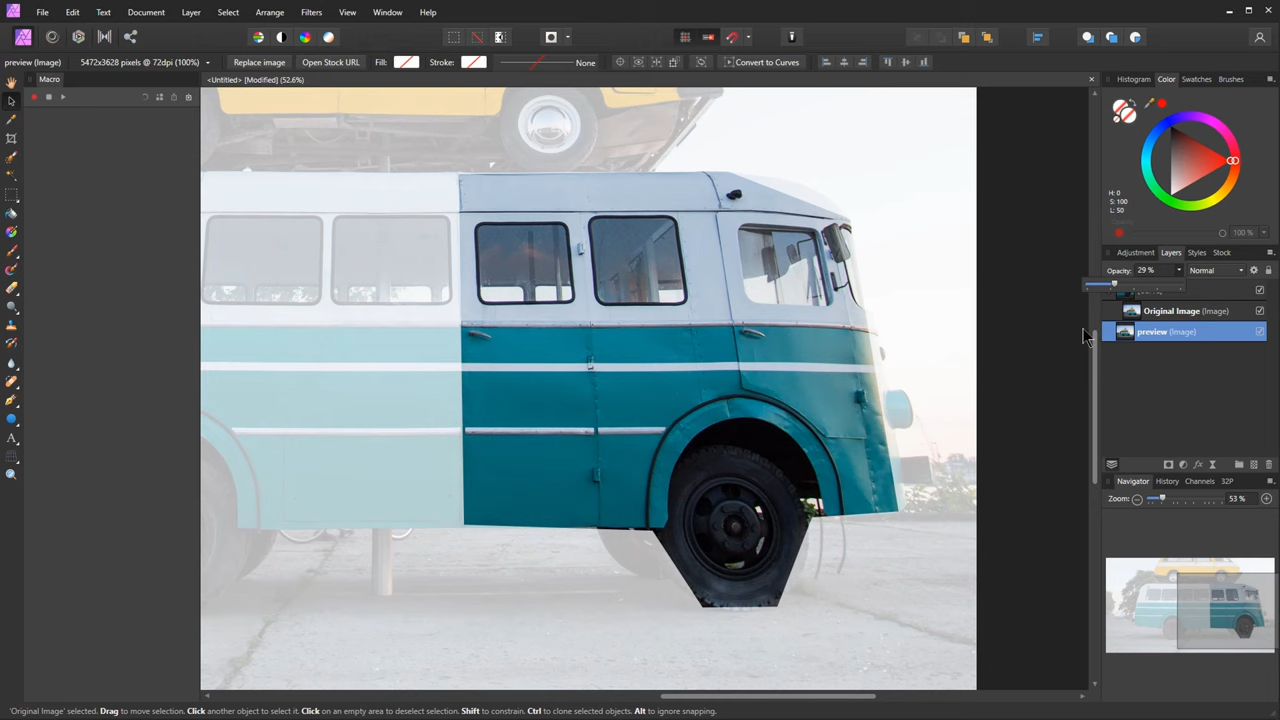 File Edit Text Document Layer Select Arrange Filters View Window Help
preview (Image) 5472x3628 pixels @ 72dpi (100%) Replace image Open Stock URL Fill: Stroke: None Convert to Curves
Macro
<Untitled> [Modified] (52.6%)
Histogram Color Swatches Brushes
H: 0
S: 100
L: 50
100 %
Adjustment Layers Styles Stock
Opacity: 29 % Normal
Original Image (Image)
preview (Image)
Navigator History Channels 32P
Zoom: 53 %
'Original Image' selected. Drag to move selection. Click another object to select it. Click on an empty area to deselect selection. Shift to constrain. Ctrl to clone selected objects. Alt to ignore snapping.